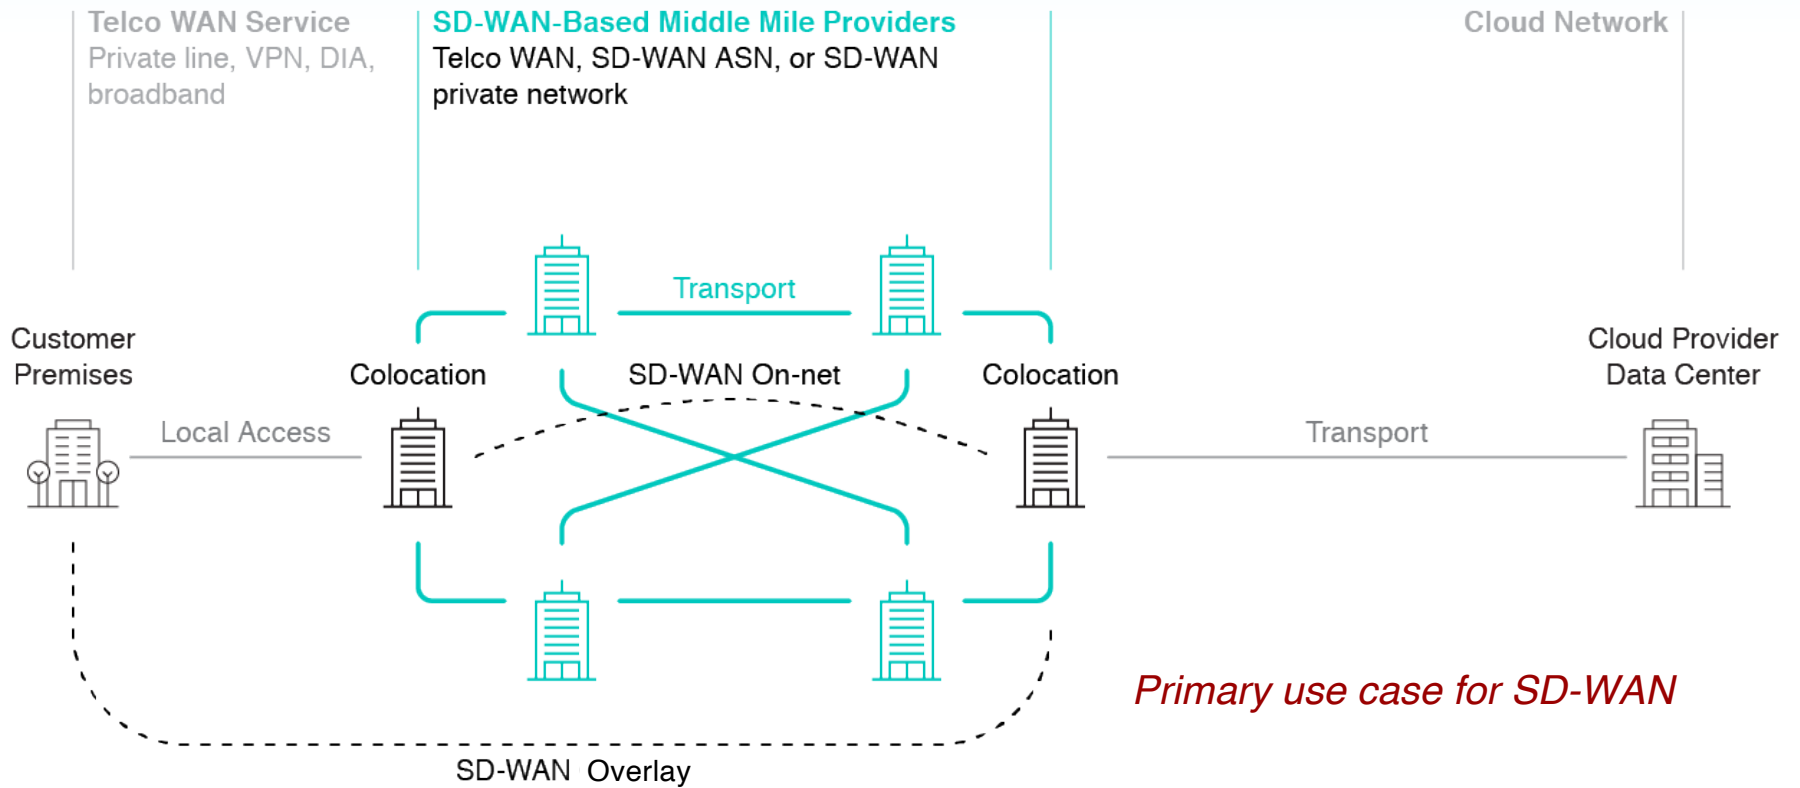 Telco WAN Service
Private line, VPN, DIA,
broadband
SD-WAN-Based Middle Mile Providers
Telco WAN, SD-WAN ASN, or SD-WAN
private network
Cloud Network
Transport
Customer
Premises
Colocation
SD-WAN On-net
Colocation
Cloud Provider
Data Center
Local Access
Transport
Primary use case for SD-WAN
SD-WAN Overlay